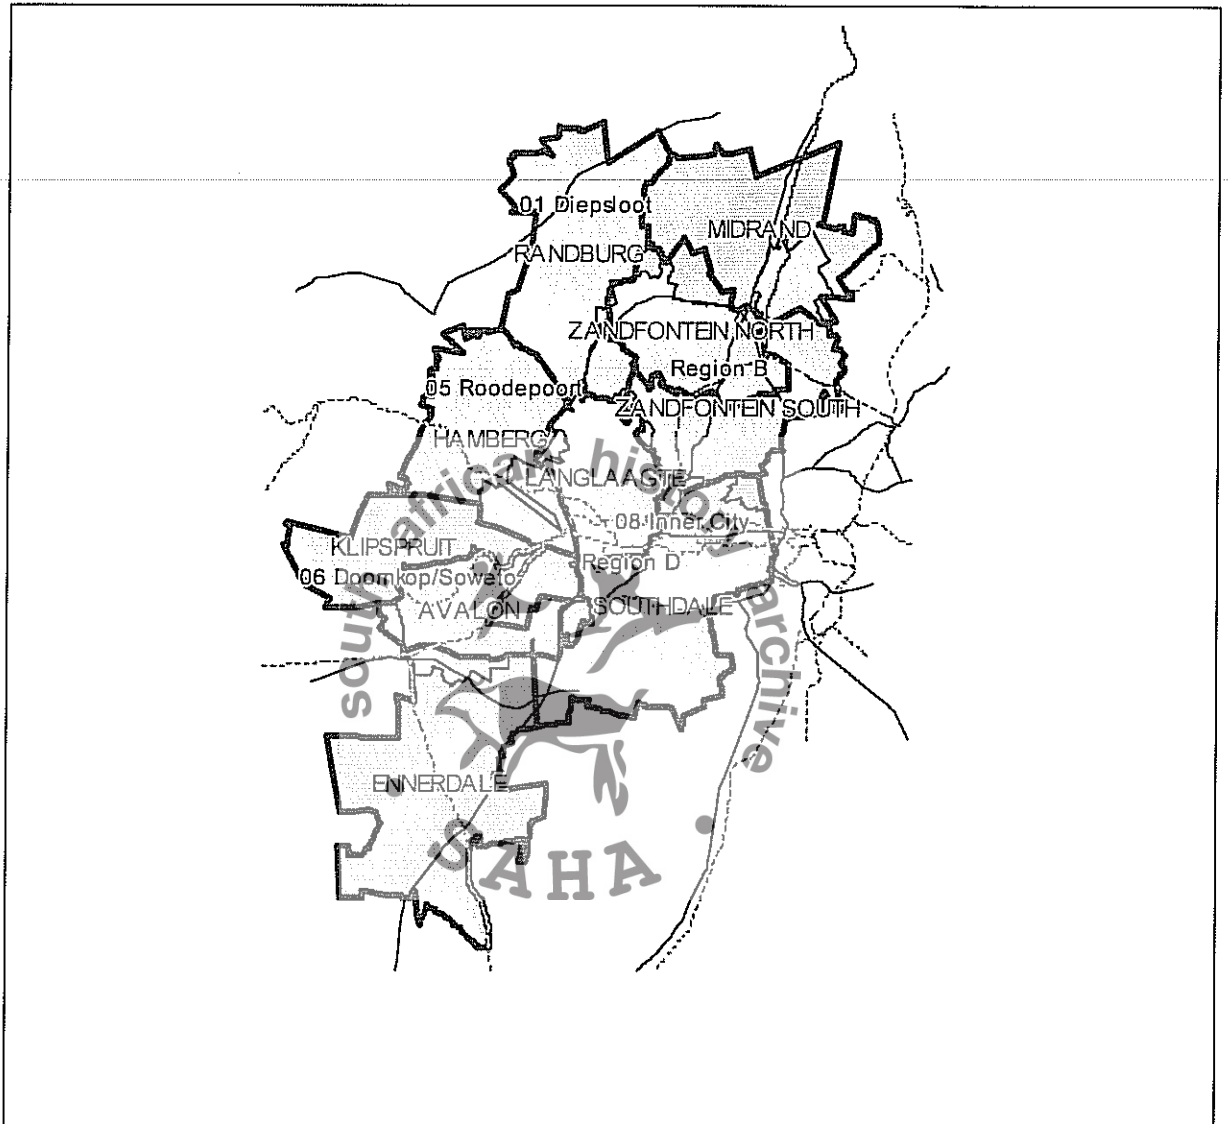 01 Diepsloot
MIDRAND
RANDBURG
ZANDFONTEIN NORTH
Region B
05 Roodepoort
ZANDFONTEIN SOUTH
HAMBERG
LANGLAAGTE
08 Inner City
KLIPSPRUIT
Region D
06 Doornkop/Soweto
AVALON
SOUTHDALE
ENNERDALE
south african history archive
SAHA